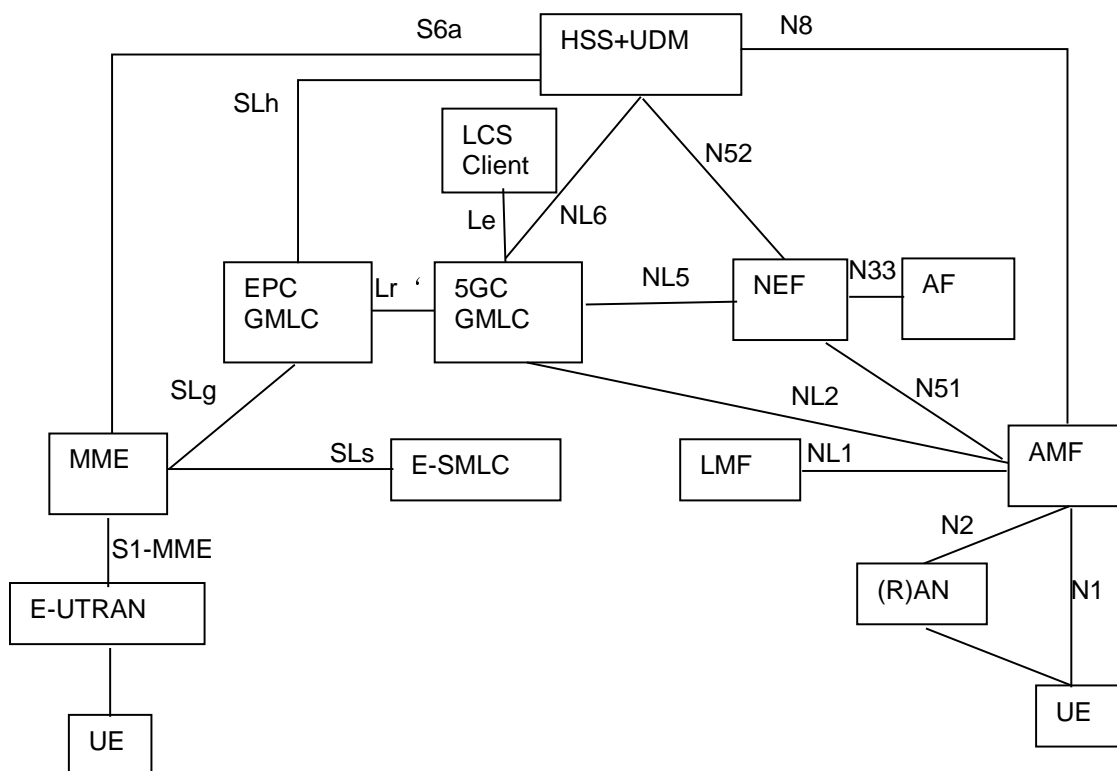 S6a
HSS+UDM
N8
SLh
LCS
Client
N52
Le
NL6
EPC
GMLC
Lr ‘
5GC
GMLC
NL5
NEF
N33
AF
SLg
NL2
N51
MME
SLs
E-SMLC
LMF
NL1
AMF
S1-MME
N2
E-UTRAN
(R)AN
N1
UE
UE